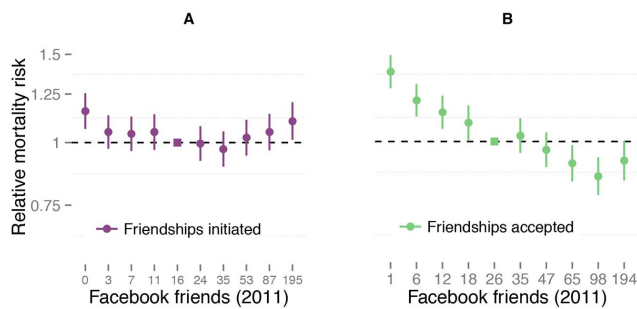 A
B
Relative mortality risk
1.5
1.25
1
0.75
Friendships initiated
Friendships accepted
0 3 7 11 16 24 35 53 87 195
1 6 12 18 26 35 47 65 98 194
Facebook friends (2011)
Facebook friends (2011)